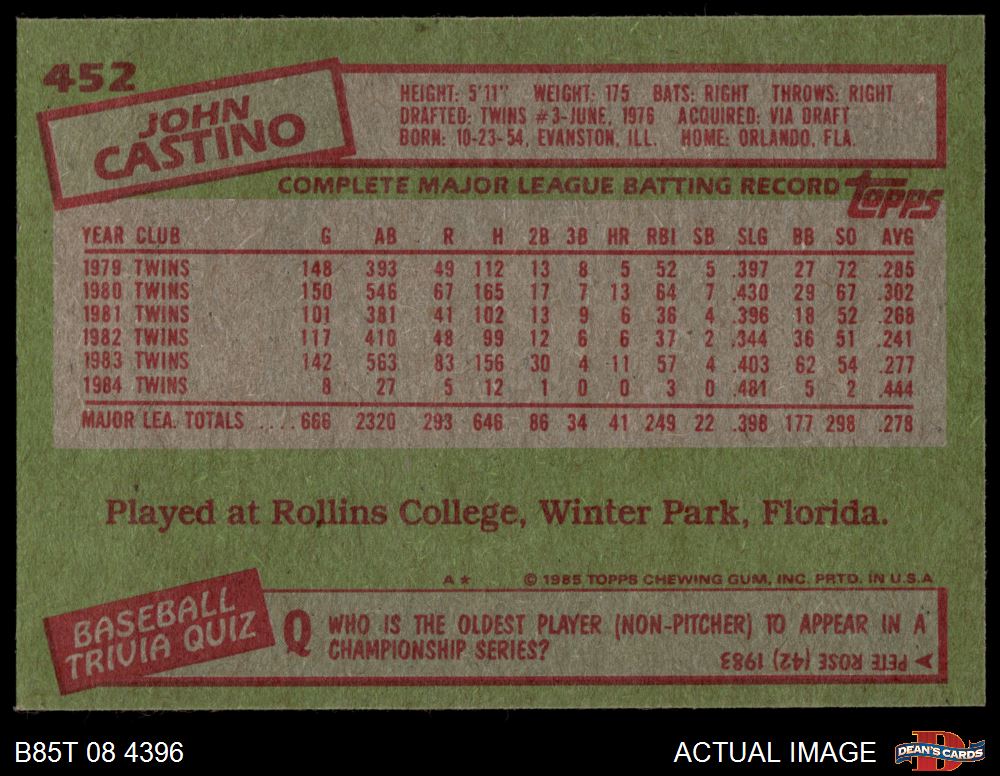 452
JOHN
CASTINO
HEIGHT: 5'11" WEIGHT: 175 BATS: RIGHT THROWS: RIGHT
DRAFTED: TWINS #3-JUNE, 1976 ACQUIRED: VIA DRAFT
BORN: 10-23-54, EVANSTON, ILL. HOME: ORLANDO, FLA.
COMPLETE MAJOR LEAGUE BATTING RECORD topps
YEAR CLUB G AB R H 2B 3B HR RBI SB SLG BB SO AVG
1979 TWINS 148 393 49 112 13 8 5 52 5 .397 27 72 .285
1980 TWINS 150 546 67 165 17 7 13 64 7 .430 29 67 .302
1981 TWINS 101 381 41 102 13 9 6 36 4 .396 18 52 .268
1982 TWINS 117 410 48 99 12 6 6 37 2 .344 36 51 .241
1983 TWINS 142 563 83 156 30 4 11 57 4 .403 62 54 .277
1984 TWINS 8 27 5 12 1 0 0 3 0 .481 5 2 .444
MAJOR LEA. TOTALS ....666 2320 293 646 86 34 41 249 22 .398 177 298 .278
Played at Rollins College, Winter Park, Florida.
A* © 1985 TOPPS CHEWING GUM, INC. PRTD. IN U.S.A
BASEBALL
TRIVIA QUIZ
Q WHO IS THE OLDEST PLAYER (NON-PITCHER) TO APPEAR IN A
CHAMPIONSHIP SERIES?
PETE ROSE (42) 1983
B85T 08 4396
ACTUAL IMAGE
D
DEAN'S CARDS